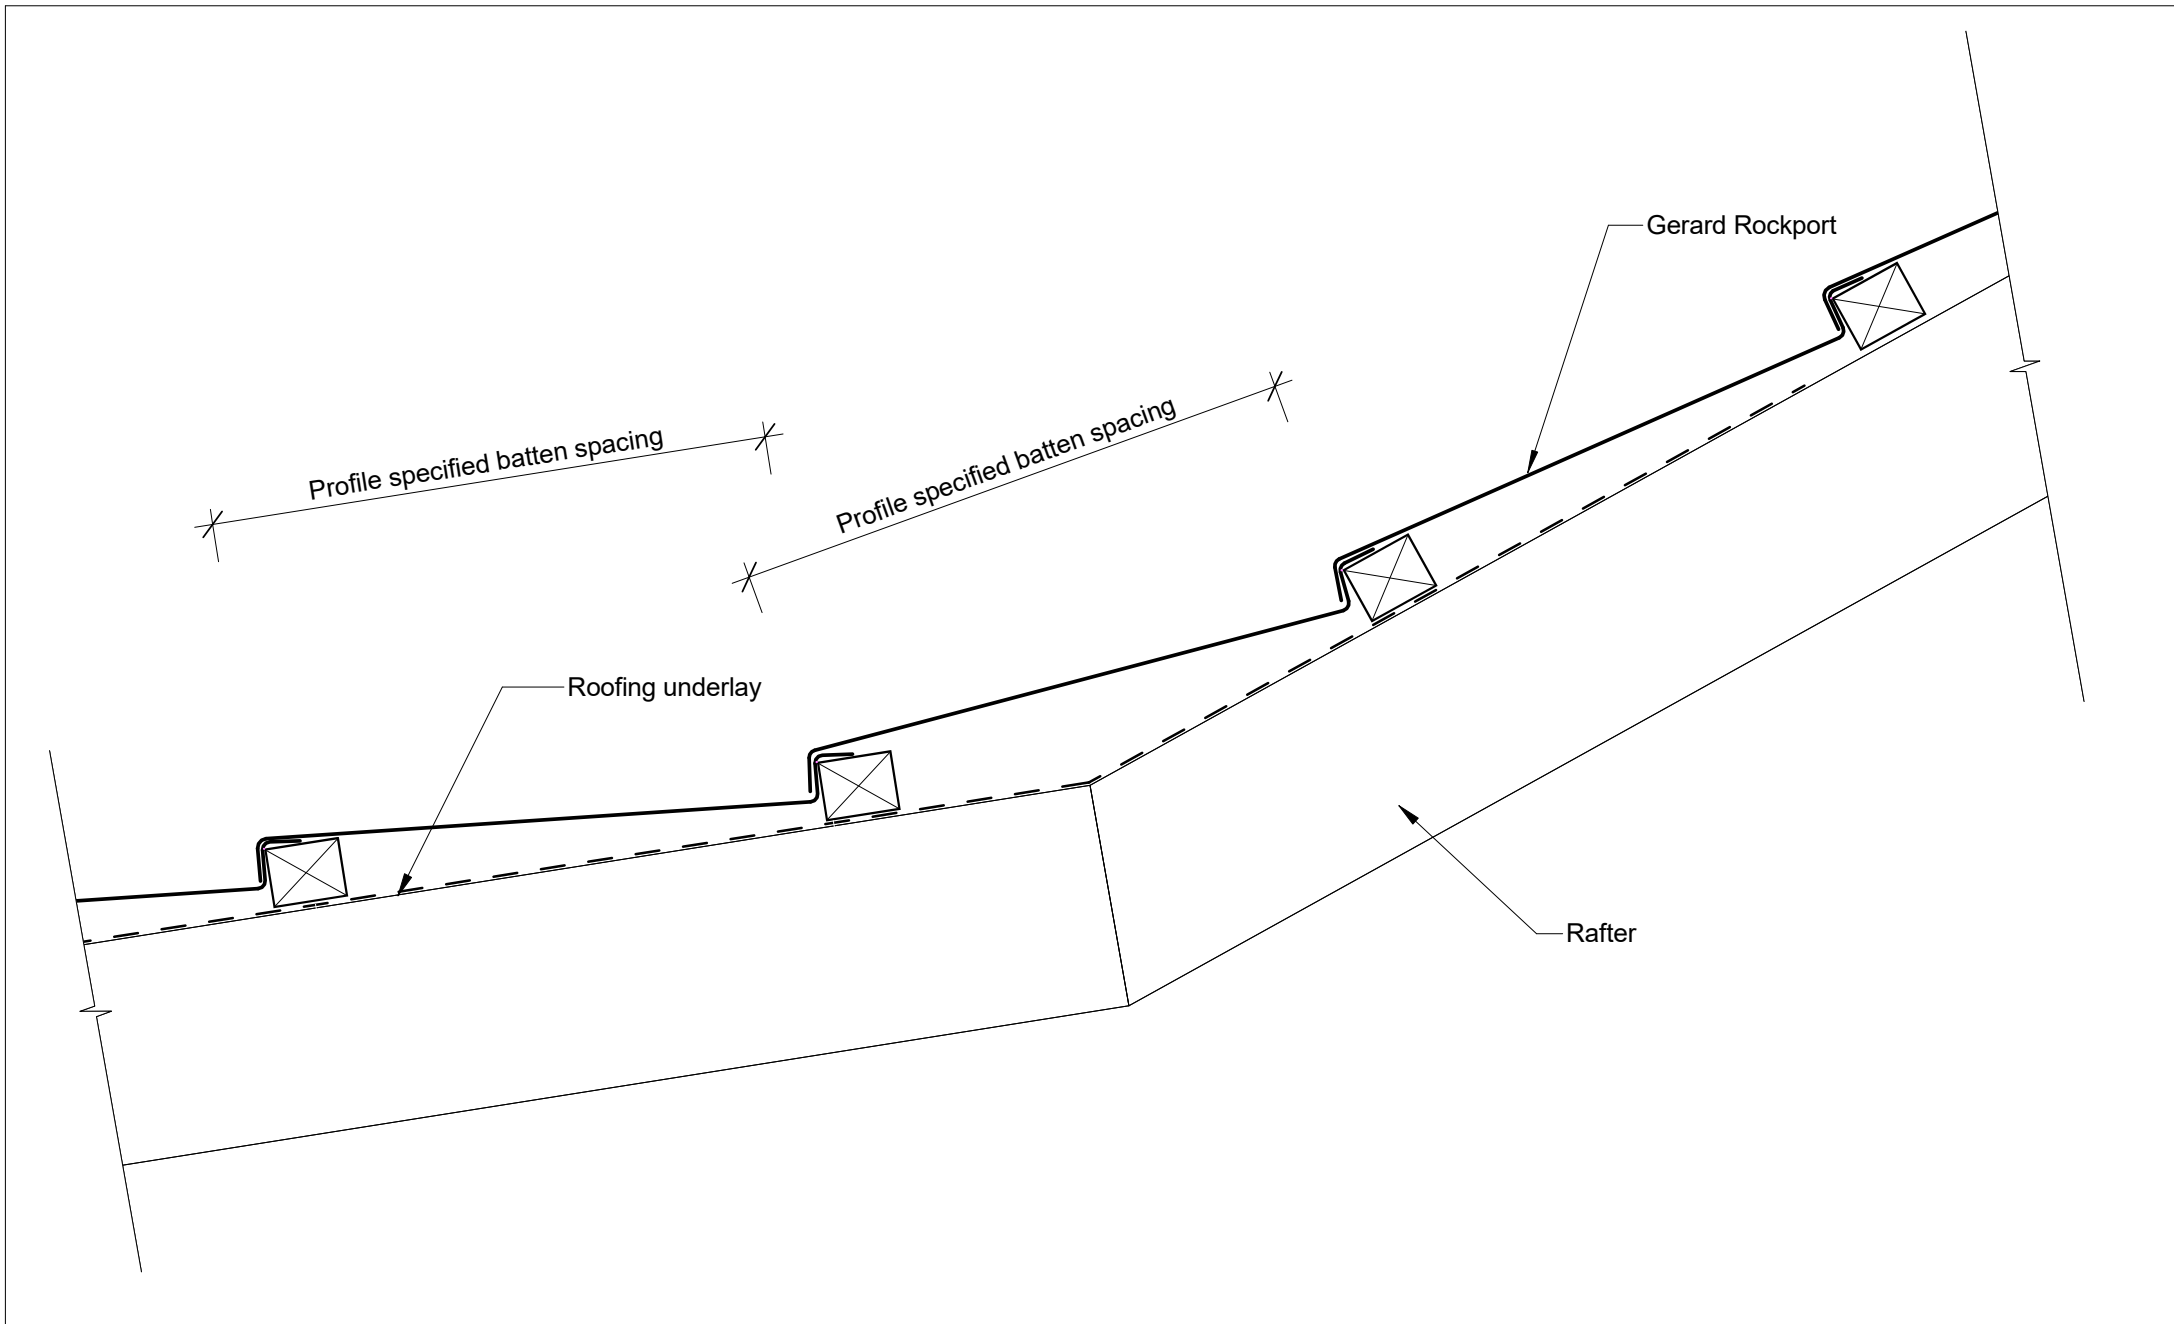 Gerard Rockport
Profile specified batten spacing
Profile specified batten spacing
Roofing underlay
Rafter